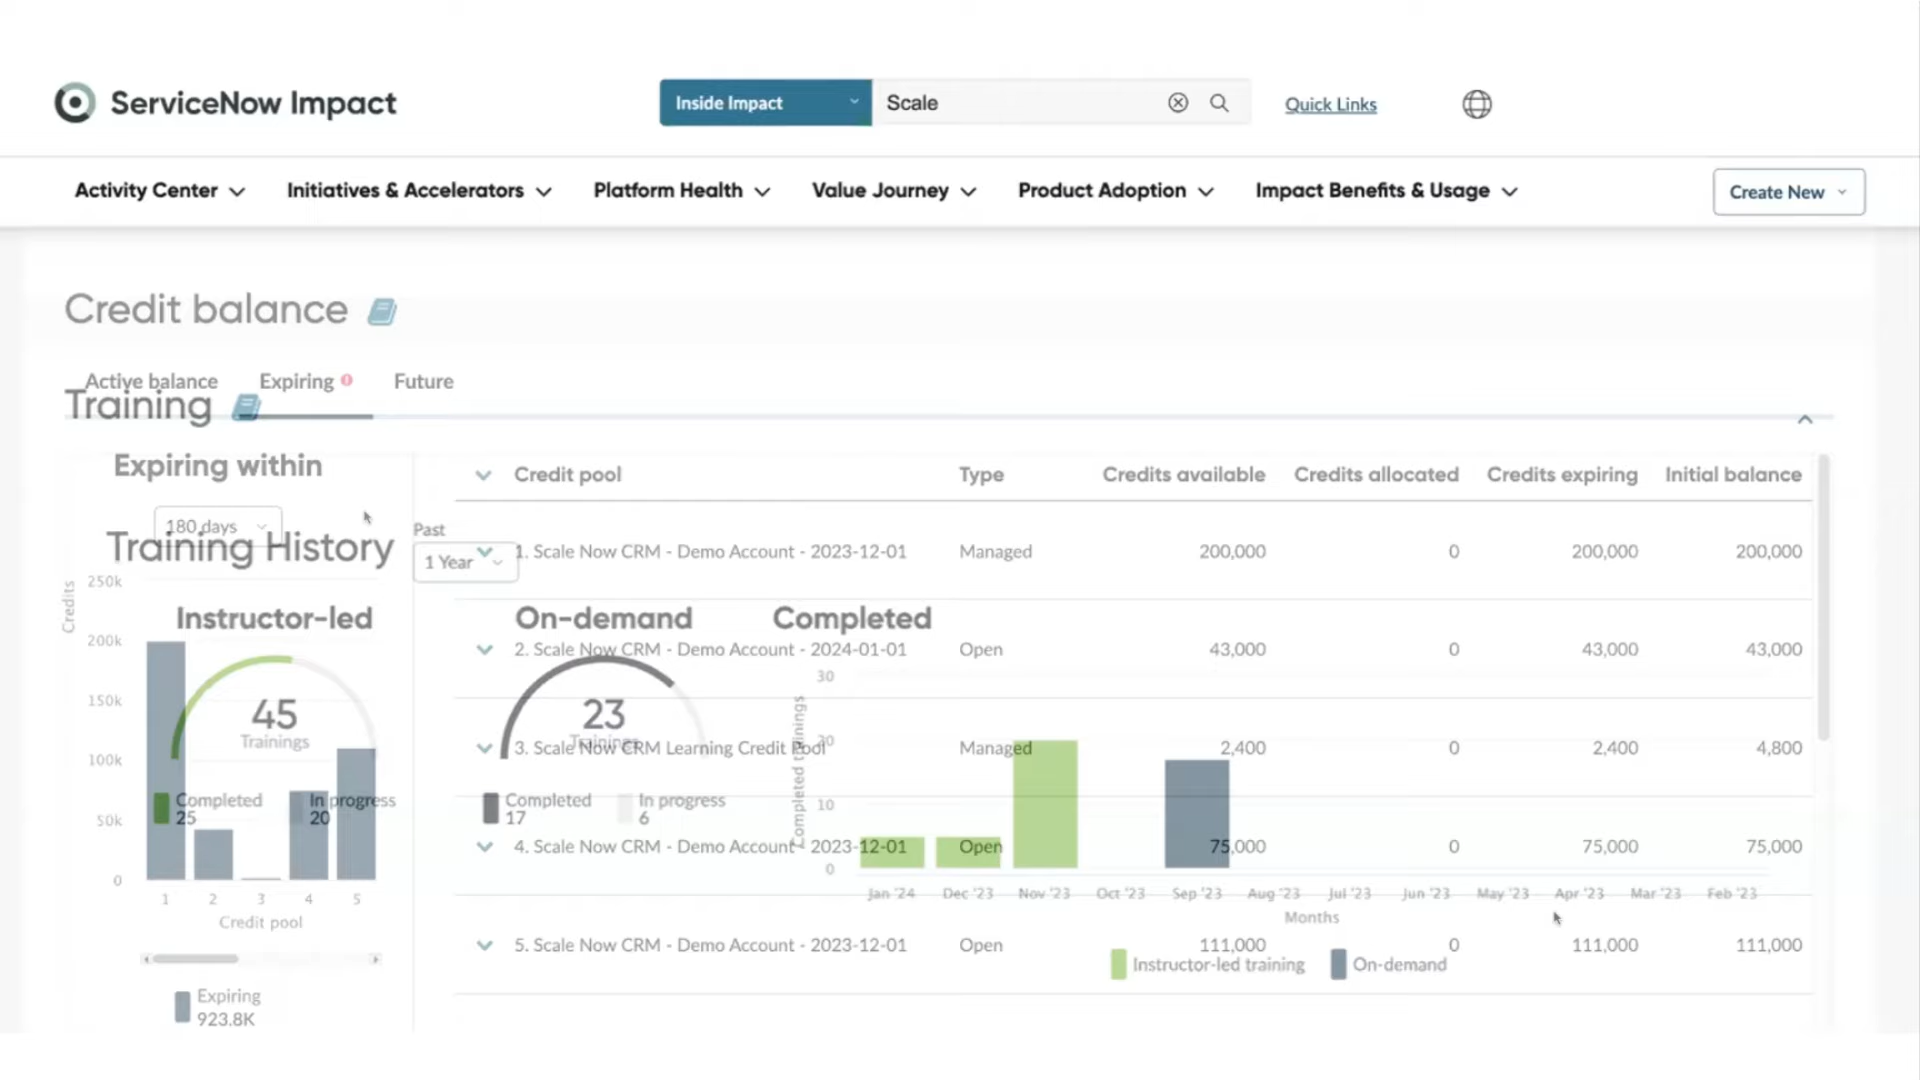 ServiceNow Impact
Inside Impact
Scale
Quick Links
Activity Center
Initiatives & Accelerators
Platform Health
Value Journey
Product Adoption
Impact Benefits & Usage
Create New
Credit balance
Active balance
Expiring
Future
Training
Expiring within
180 days
Training History
Past
1 Year
Credit pool
Type
Credits available
Credits allocated
Credits expiring
Initial balance
1. Scale Now CRM - Demo Account - 2023-12-01 Managed 200,000 0 200,000 200,000
2. Scale Now CRM - Demo Account - 2024-01-01 Open 43,000 0 43,000 43,000
3. Scale Now CRM Learning Credit Pool Managed 2,400 0 2,400 4,800
4. Scale Now CRM - Demo Account - 2023-12-01 Open 75,000 0 75,000 75,000
5. Scale Now CRM - Demo Account - 2023-12-01 Open 111,000 0 111,000 111,000
Credits
250k
200k
150k
100k
50k
0
1 2 3 4 5
Credit pool
Expiring
923.8K
Instructor-led
45
Trainings
Completed
25
In progress
20
On-demand
23
Trainings
Completed
17
In progress
6
Completed
Completed trainings
30
20
10
0
Jan '24 Dec '23 Nov '23 Oct '23 Sep '23 Aug '23 Jul '23 Jun '23 May '23 Apr '23 Mar '23 Feb '23
Months
Instructor-led training
On-demand